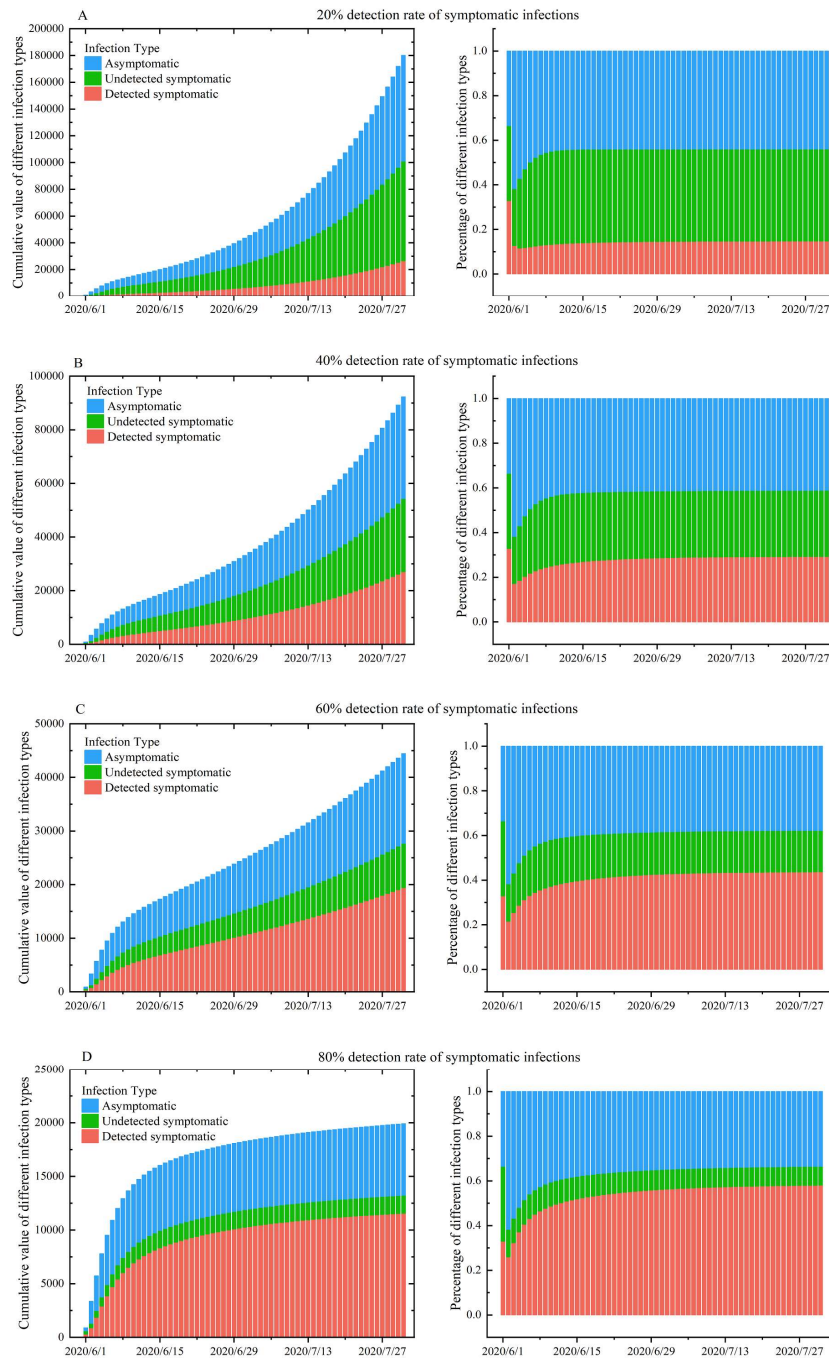 A
20% detection rate of symptomatic infections
Cumulative value of different infection types
200000
180000
160000
140000
120000
100000
80000
60000
40000
20000
0
Infection Type
Asymptomatic
Undetected symptomatic
Detected symptomatic
2020/6/1 2020/6/15 2020/6/29 2020/7/13 2020/7/27
Percentage of different infection types
1.0
0.8
0.6
0.4
0.2
0.0
2020/6/1 2020/6/15 2020/6/29 2020/7/13 2020/7/27
B
40% detection rate of symptomatic infections
Cumulative value of different infection types
100000
80000
60000
40000
20000
0
Infection Type
Asymptomatic
Undetected symptomatic
Detected symptomatic
2020/6/1 2020/6/15 2020/6/29 2020/7/13 2020/7/27
Percentage of different infection types
1.0
0.8
0.6
0.4
0.2
0.0
2020/6/1 2020/6/15 2020/6/29 2020/7/13 2020/7/27
C
60% detection rate of symptomatic infections
Cumulative value of different infection types
50000
40000
30000
20000
10000
0
Infection Type
Asymptomatic
Undetected symptomatic
Detected symptomatic
2020/6/1 2020/6/15 2020/6/29 2020/7/13 2020/7/27
Percentage of different infection types
1.0
0.8
0.6
0.4
0.2
0.0
2020/6/1 2020/6/15 2020/6/29 2020/7/13 2020/7/27
D
80% detection rate of symptomatic infections
Cumulative value of different infection types
25000
20000
15000
10000
5000
0
Infection Type
Asymptomatic
Undetected symptomatic
Detected symptomatic
2020/6/1 2020/6/15 2020/6/29 2020/7/13 2020/7/27
Percentage of different infection types
1.0
0.8
0.6
0.4
0.2
0.0
2020/6/1 2020/6/15 2020/6/29 2020/7/13 2020/7/27